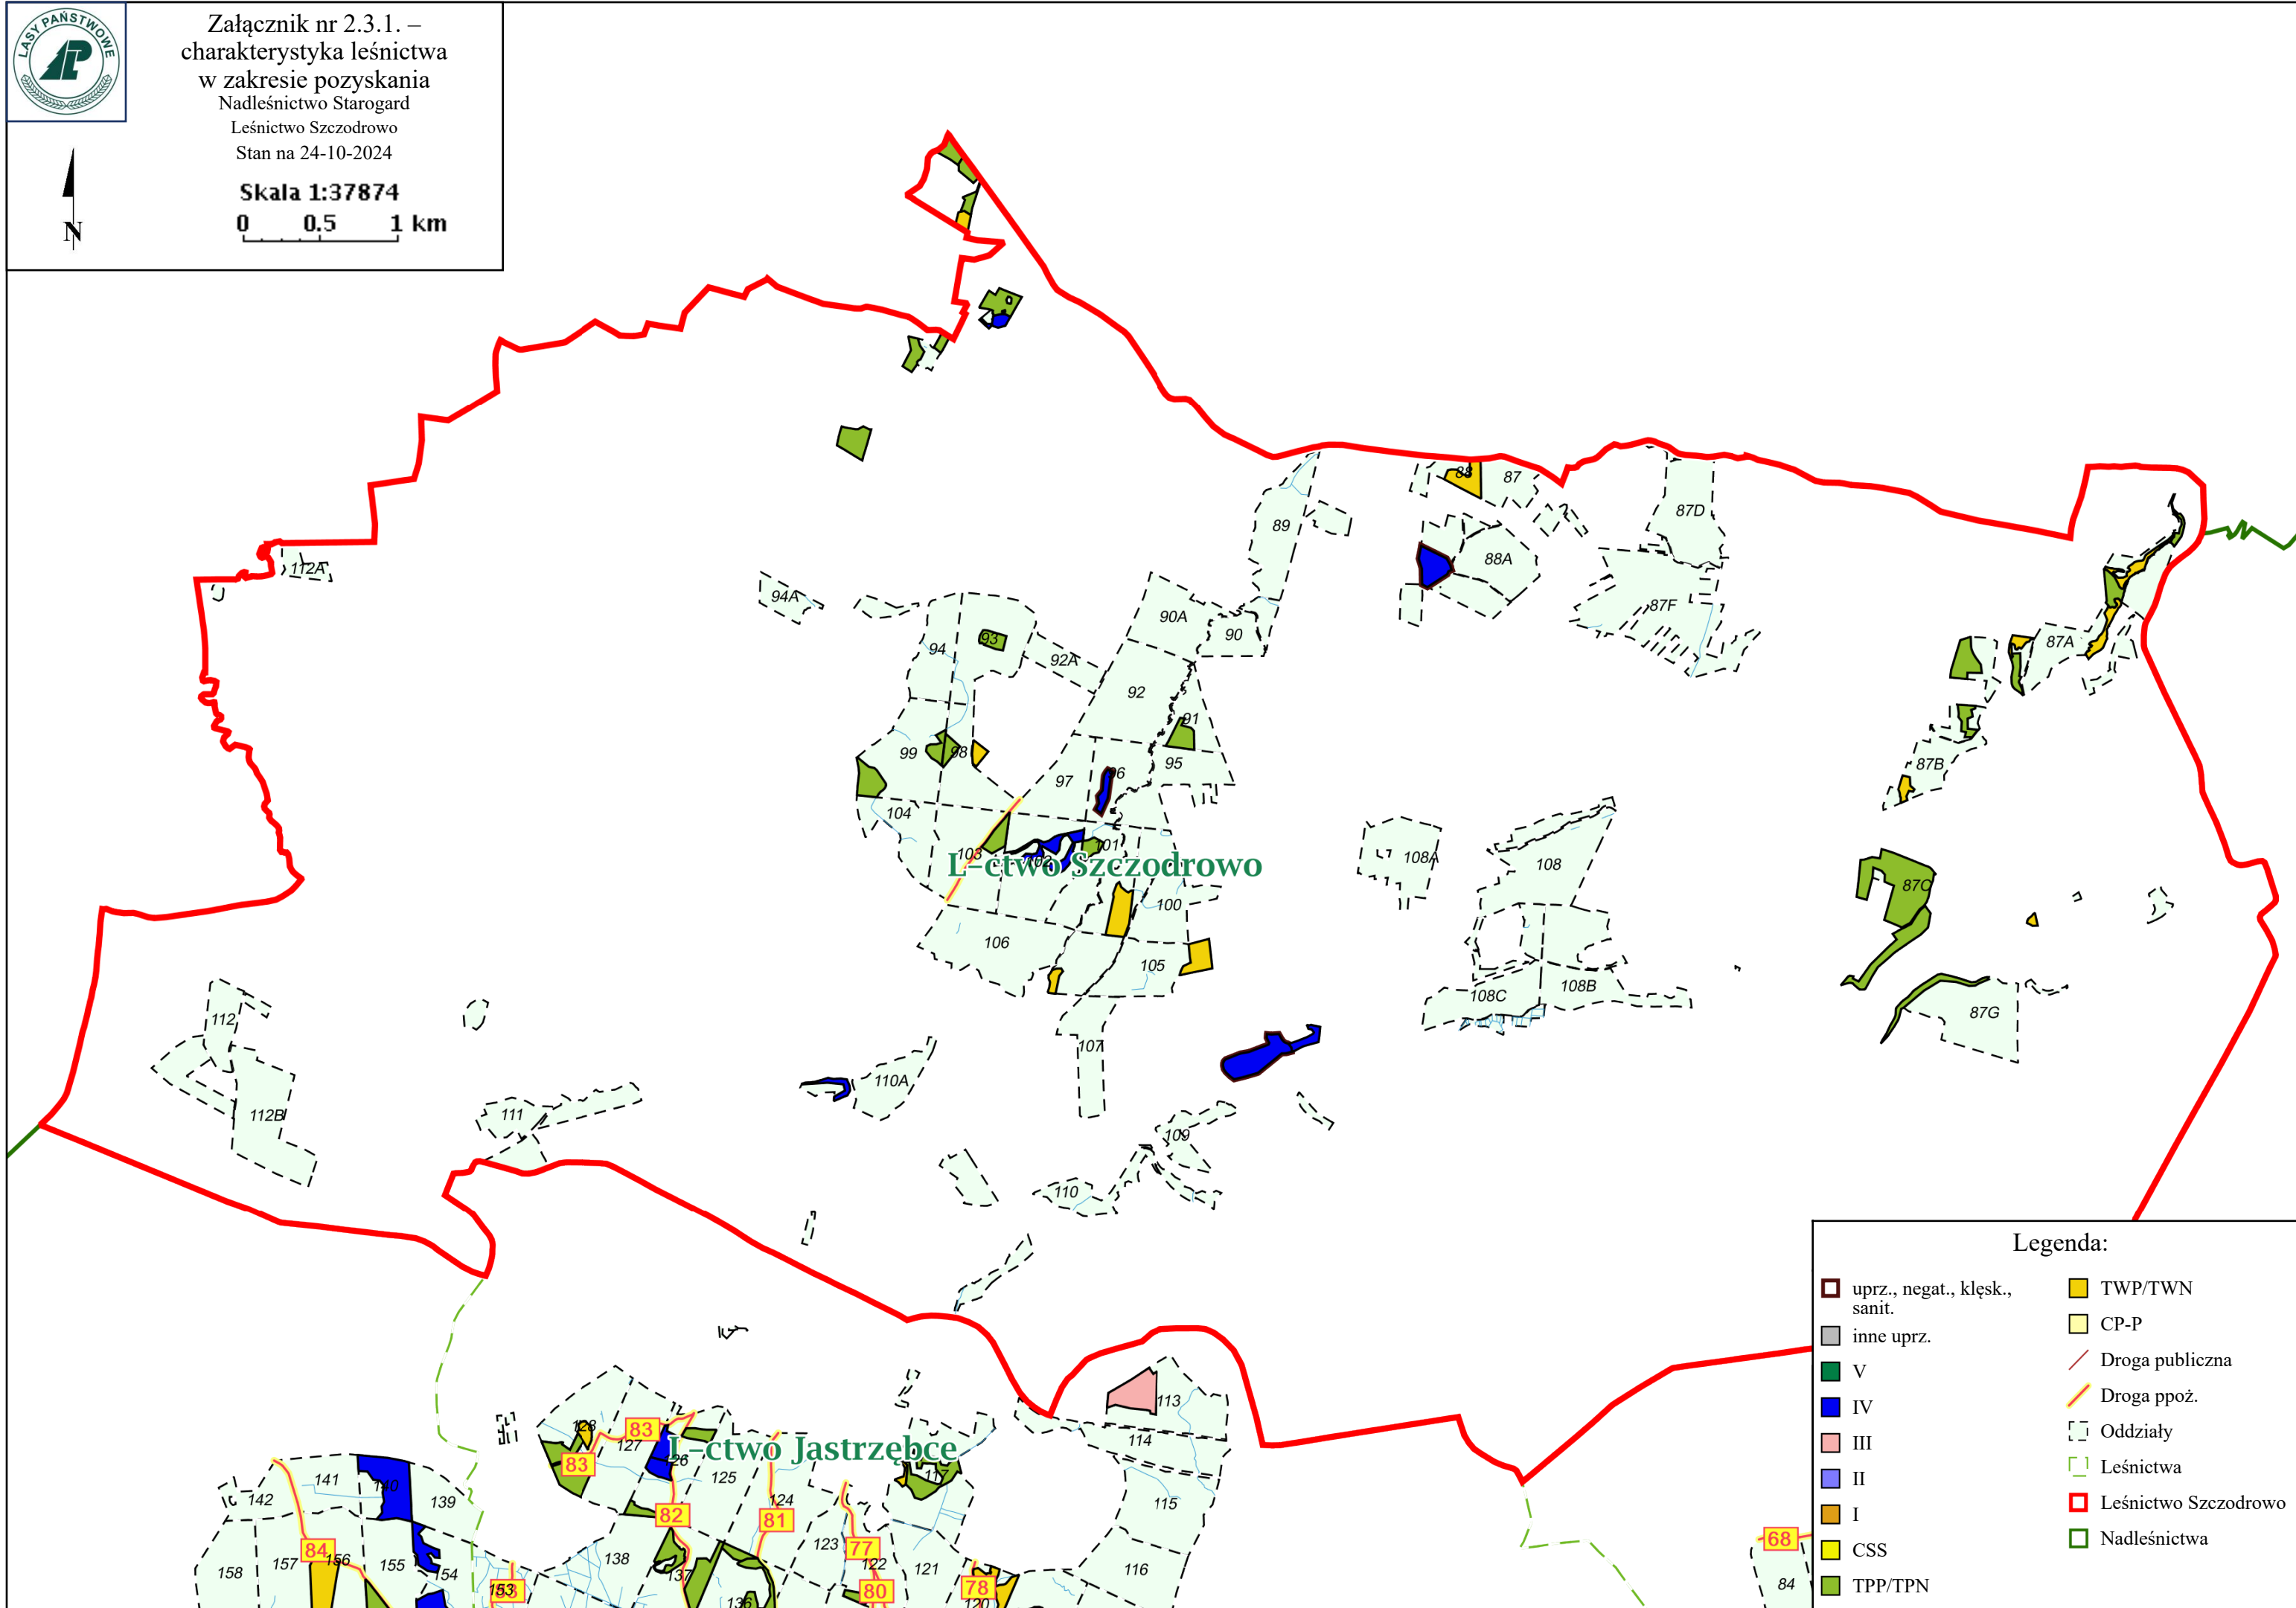 LASY PAŃSTWOWE
Załącznik nr 2.3.1. –
charakterystyka leśnictwa
w zakresie pozyskania
Nadleśnictwo Starogard
Leśnictwo Szczodrowo
Stan na 24-10-2024
Skala 1:37874
0 0.5 1 km
N
88
87
87D
89
88A
112A
94A
90A
87F
90
93
94
92A
87A
92
91
99
98
95
87B
97
96
104
101
103
102
108A
108
L-ctwo Szczodrowo
87C
100
106
105
108C
108B
87G
112
107
110A
112B
111
109
110
Legenda:
uprz., negat., klęsk.,
sanit.
inne uprz.
V
IV
III
II
I
CSS
TPP/TPN
TWP/TWN
CP-P
Droga publiczna
Droga ppoż.
Oddziały
Leśnictwa
Leśnictwo Szczodrowo
Nadleśnictwa
113
128
83
127
114
L-ctwo Jastrzębce
83
126
125
117
141
140
139
142
124
115
82
81
123
77
68
84
156
157
155
154
158
138
137
122
121
116
153
83
80
78
120
136
84